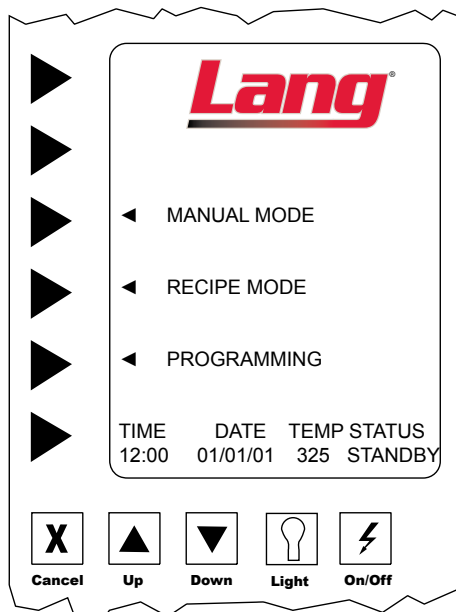 Lang®
MANUAL MODE
RECIPE MODE
PROGRAMMING
TIME DATE TEMP STATUS
12:00 01/01/01 325 STANDBY
X
Cancel Up Down Light On/Off